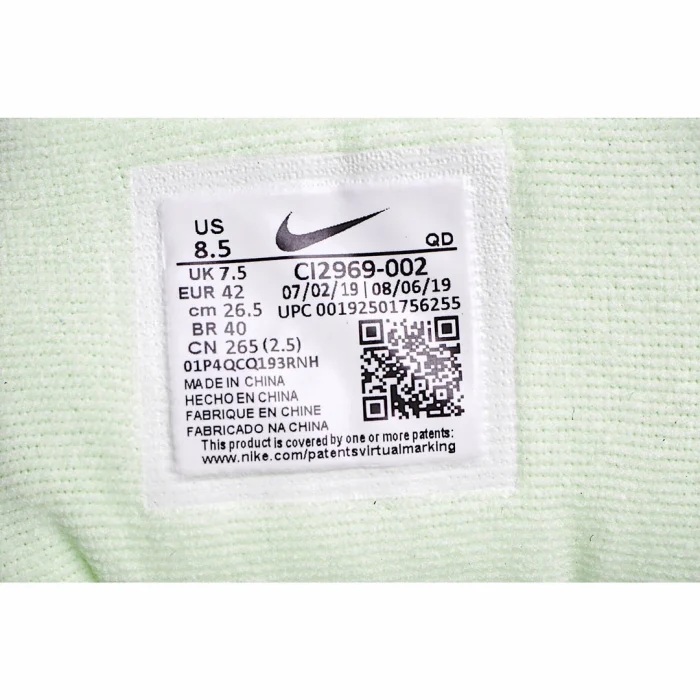 US
8.5
QD
UK 7.5
CI2969-002
EUR 42
07/02/19 | 08/06/19
cm 26.5
UPC 00192501756255
BR 40
CN 265 (2.5)
01P4QCQ193RNH
MADE IN CHINA
HECHO EN CHINA
FABRIQUE EN CHINE
FABRICADO NA CHINA
This product is covered by one or more patents:
www.nike.com/patentsvirtualmarking